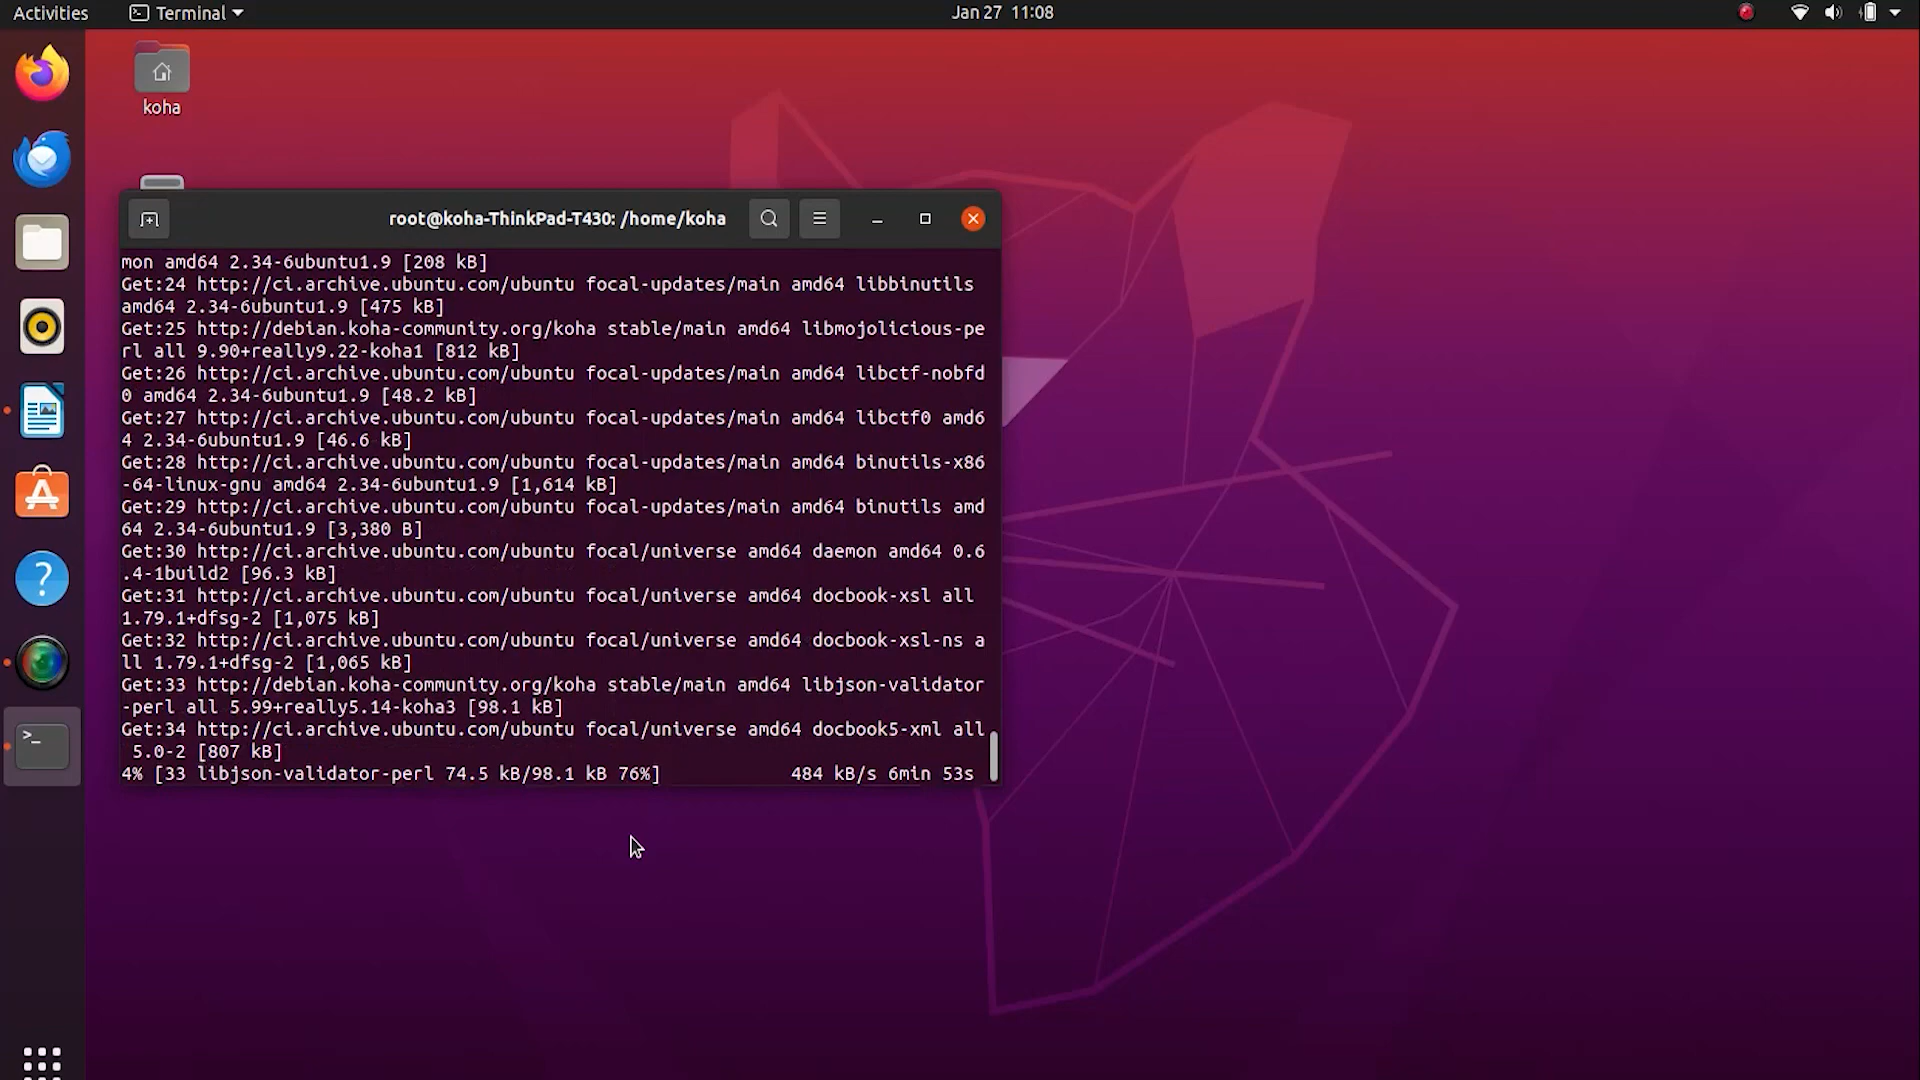 Activities
Terminal
Jan 27 11:08
koha
root@koha-ThinkPad-T430: /home/koha
mon amd64 2.34-6ubuntu1.9 [208 kB]
Get:24 http://ci.archive.ubuntu.com/ubuntu focal-updates/main amd64 libbinutils
amd64 2.34-6ubuntu1.9 [475 kB]
Get:25 http://debian.koha-community.org/koha stable/main amd64 libmojolicious-pe
rl all 9.90+really9.22-koha1 [812 kB]
Get:26 http://ci.archive.ubuntu.com/ubuntu focal-updates/main amd64 libctf-nobfd
0 amd64 2.34-6ubuntu1.9 [48.2 kB]
Get:27 http://ci.archive.ubuntu.com/ubuntu focal-updates/main amd64 libctf0 amd6
4 2.34-6ubuntu1.9 [46.6 kB]
Get:28 http://ci.archive.ubuntu.com/ubuntu focal-updates/main amd64 binutils-x86
-64-linux-gnu amd64 2.34-6ubuntu1.9 [1,614 kB]
Get:29 http://ci.archive.ubuntu.com/ubuntu focal-updates/main amd64 binutils amd
64 2.34-6ubuntu1.9 [3,380 B]
Get:30 http://ci.archive.ubuntu.com/ubuntu focal/universe amd64 daemon amd64 0.6
.4-1build2 [96.3 kB]
Get:31 http://ci.archive.ubuntu.com/ubuntu focal/universe amd64 docbook-xsl all
1.79.1+dfsg-2 [1,075 kB]
Get:32 http://ci.archive.ubuntu.com/ubuntu focal/universe amd64 docbook-xsl-ns a
ll 1.79.1+dfsg-2 [1,065 kB]
Get:33 http://debian.koha-community.org/koha stable/main amd64 libjson-validator
-perl all 5.99+really5.14-koha3 [98.1 kB]
Get:34 http://ci.archive.ubuntu.com/ubuntu focal/universe amd64 docbook5-xml all
5.0-2 [807 kB]
4% [33 libjson-validator-perl 74.5 kB/98.1 kB 76%] 484 kB/s 6min 53s